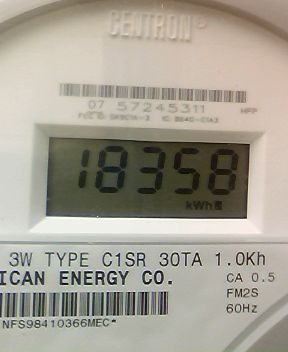 CENTRON®
07 57245311
HFP
18358
kWh
3W TYPE C1SR 30TA 1.0Kh
ICAN ENERGY CO.
CA 0.5
FM2S
60Hz
NFS98410366MEC*